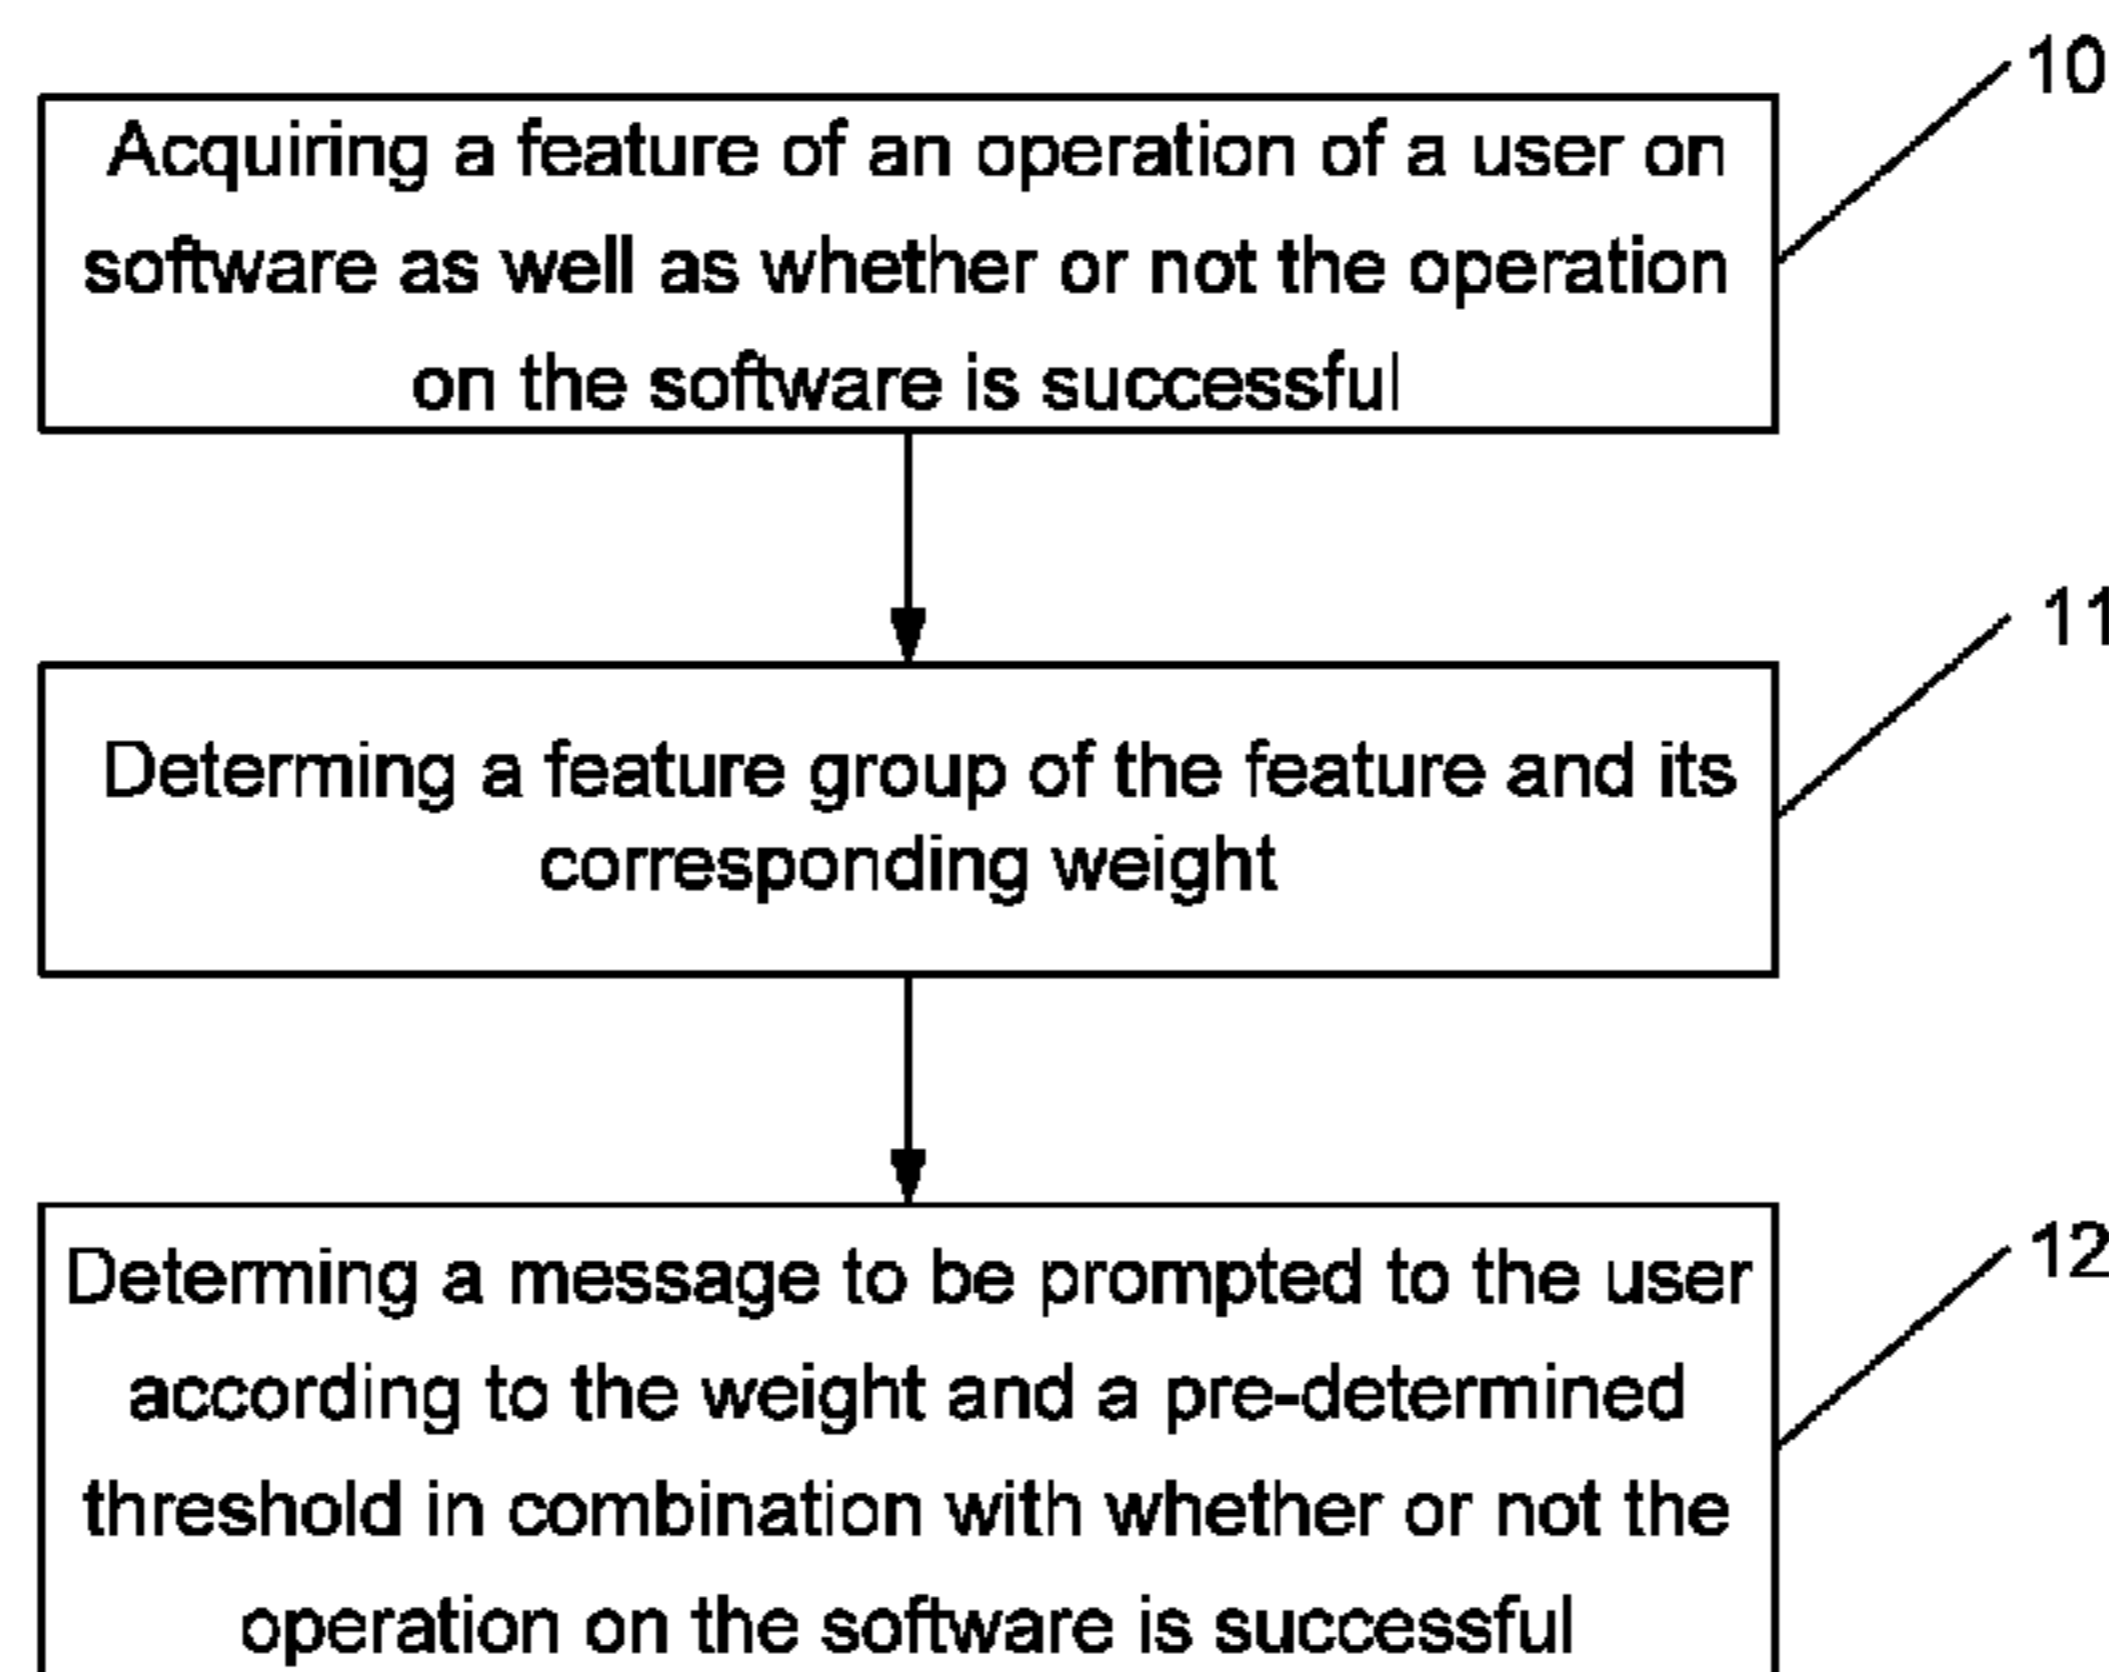 10
Acquiring a feature of an operation of a user on
software as well as whether or not the operation
on the software is successful
11
Determing a feature group of the feature and its
corresponding weight
12
Determing a message to be prompted to the user
according to the weight and a pre-determined
threshold in combination with whether or not the
operation on the software is successful